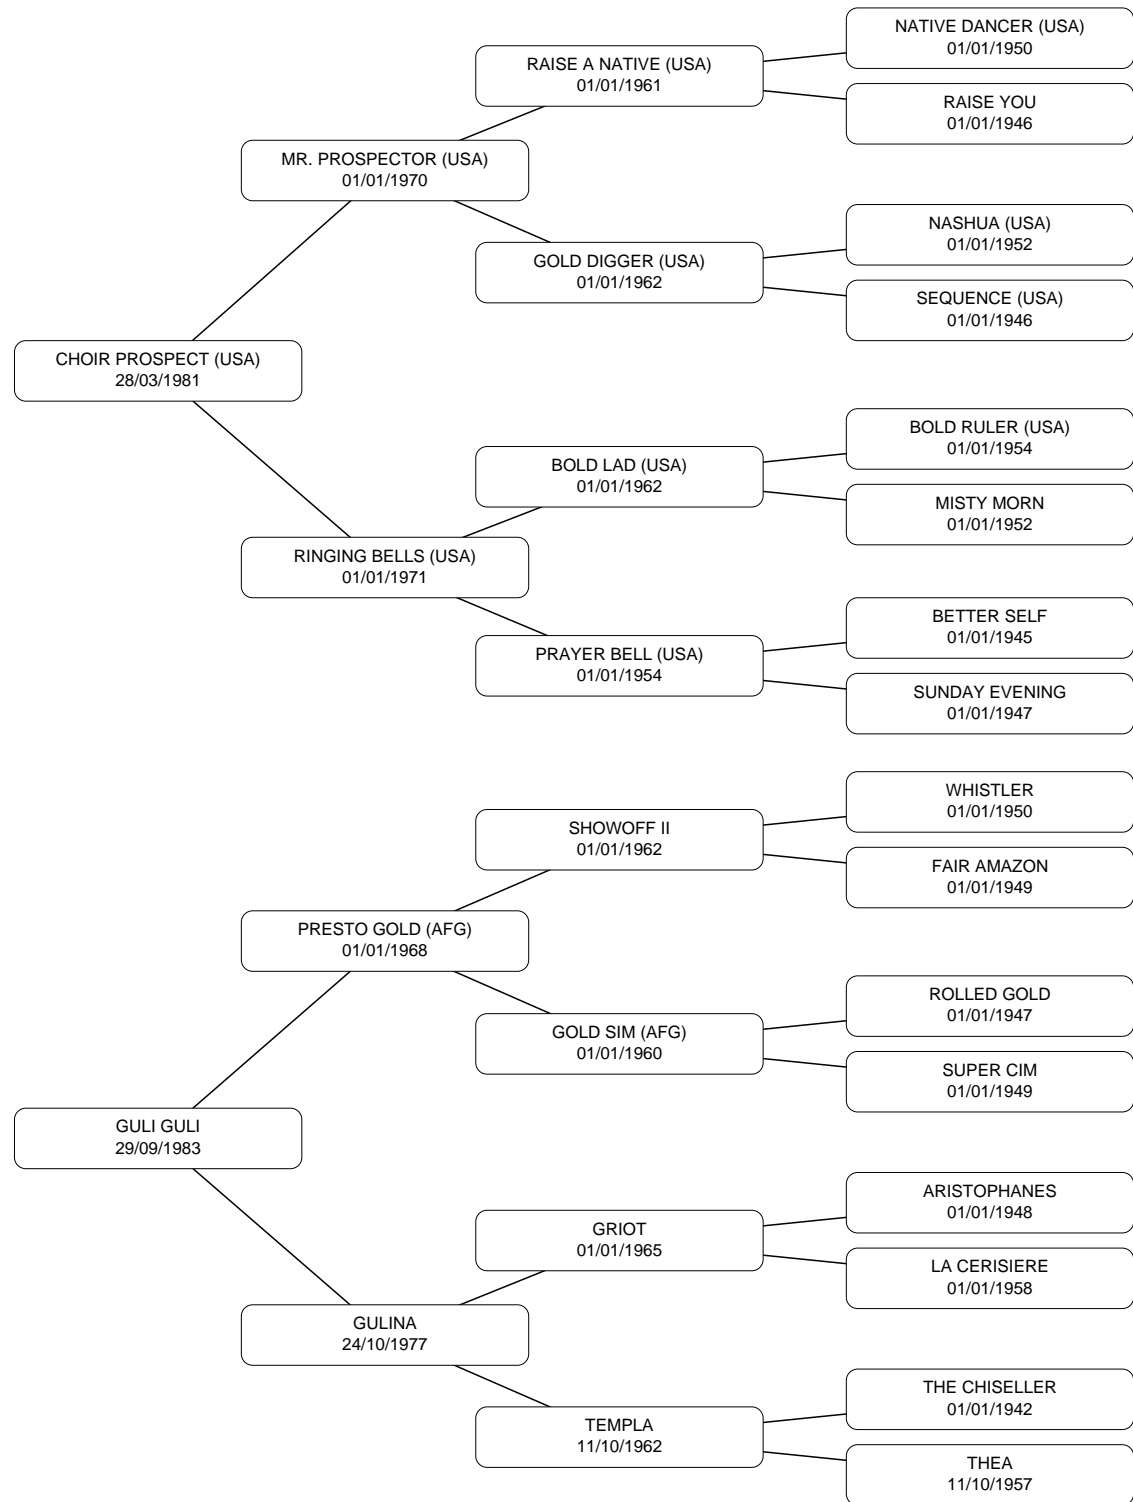 NATIVE DANCER (USA)
01/01/1950
RAISE A NATIVE (USA)
01/01/1961
RAISE YOU
01/01/1946
MR. PROSPECTOR (USA)
01/01/1970
NASHUA (USA)
01/01/1952
GOLD DIGGER (USA)
01/01/1962
SEQUENCE (USA)
01/01/1946
CHOIR PROSPECT (USA)
28/03/1981
BOLD RULER (USA)
01/01/1954
BOLD LAD (USA)
01/01/1962
MISTY MORN
01/01/1952
RINGING BELLS (USA)
01/01/1971
BETTER SELF
01/01/1945
PRAYER BELL (USA)
01/01/1954
SUNDAY EVENING
01/01/1947
WHISTLER
01/01/1950
SHOWOFF II
01/01/1962
FAIR AMAZON
01/01/1949
PRESTO GOLD (AFG)
01/01/1968
ROLLED GOLD
01/01/1947
GOLD SIM (AFG)
01/01/1960
SUPER CIM
01/01/1949
GULI GULI
29/09/1983
ARISTOPHANES
01/01/1948
GRIOT
01/01/1965
LA CERISIERE
01/01/1958
GULINA
24/10/1977
THE CHISELLER
01/01/1942
TEMPLA
11/10/1962
THEA
11/10/1957